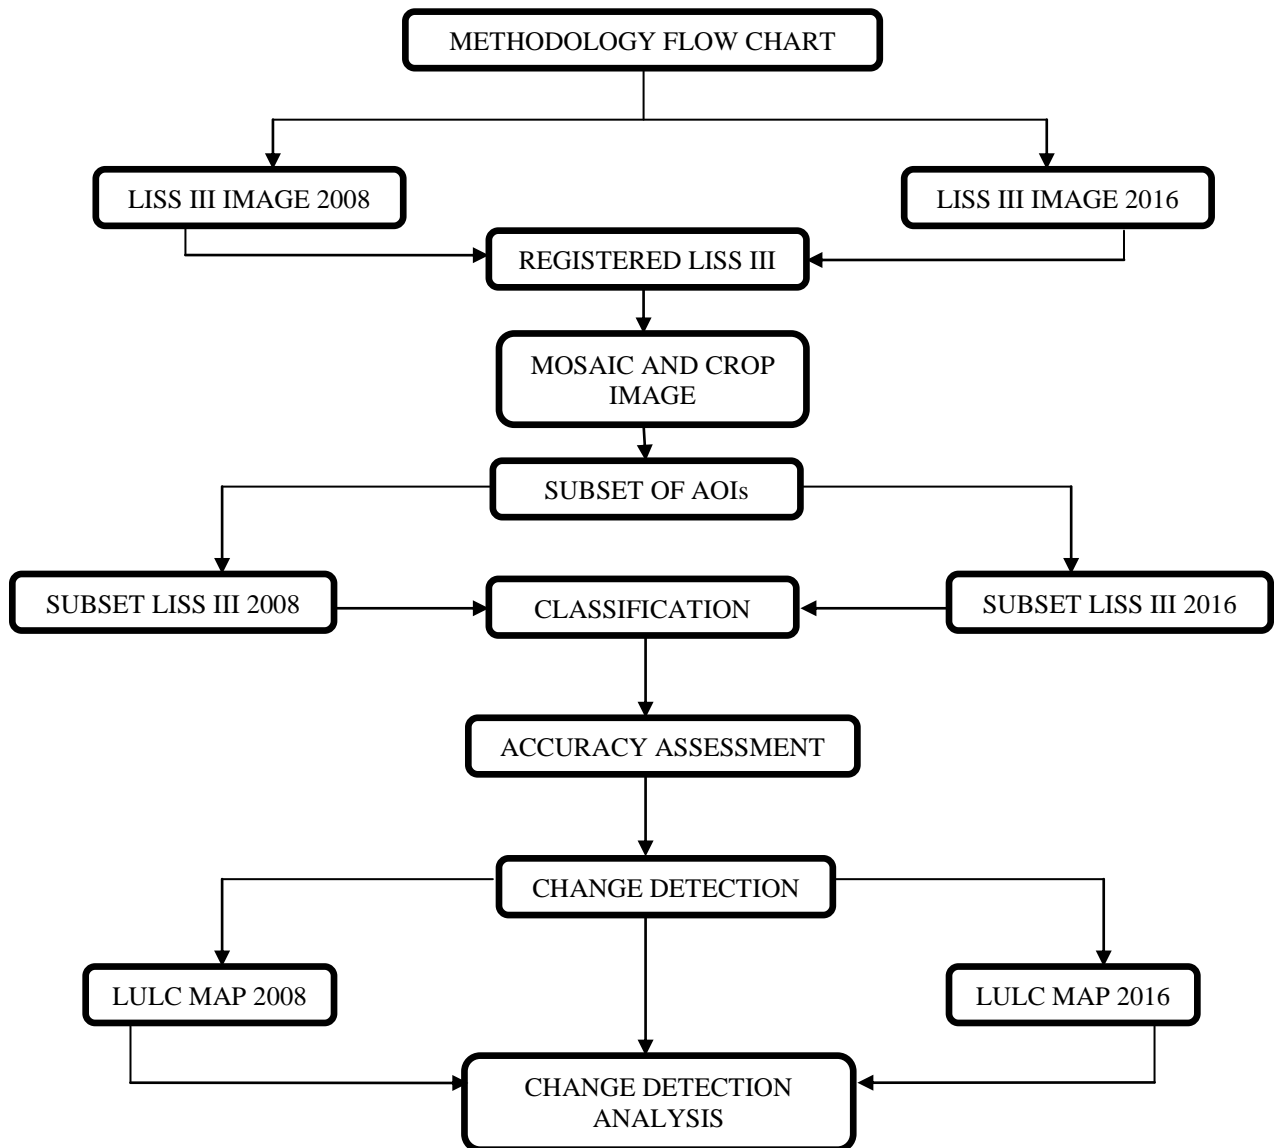 METHODOLOGY FLOW CHART
LISS III IMAGE 2008
LISS III IMAGE 2016
REGISTERED LISS III
MOSAIC AND CROP
IMAGE
SUBSET OF AOIs
SUBSET LISS III 2008
CLASSIFICATION
SUBSET LISS III 2016
ACCURACY ASSESSMENT
CHANGE DETECTION
LULC MAP 2008
LULC MAP 2016
CHANGE DETECTION
ANALYSIS